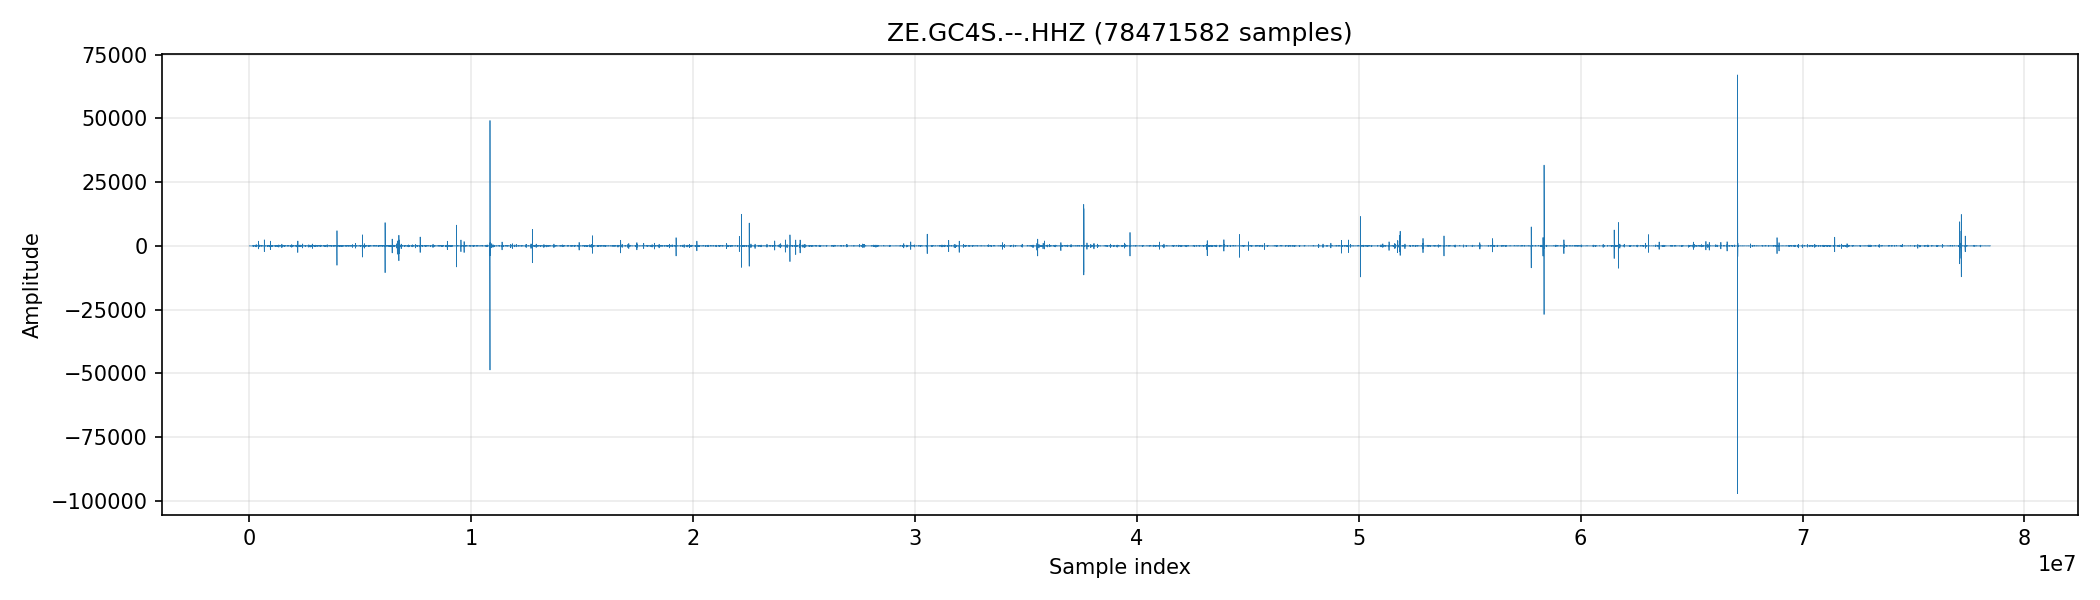 ZE.GC4S.--.HHZ (78471582 samples)
75000
50000
25000
0
−25000
−50000
−75000
−100000
Amplitude
0 1 2 3 4 5 6 7 8
1e7
Sample index